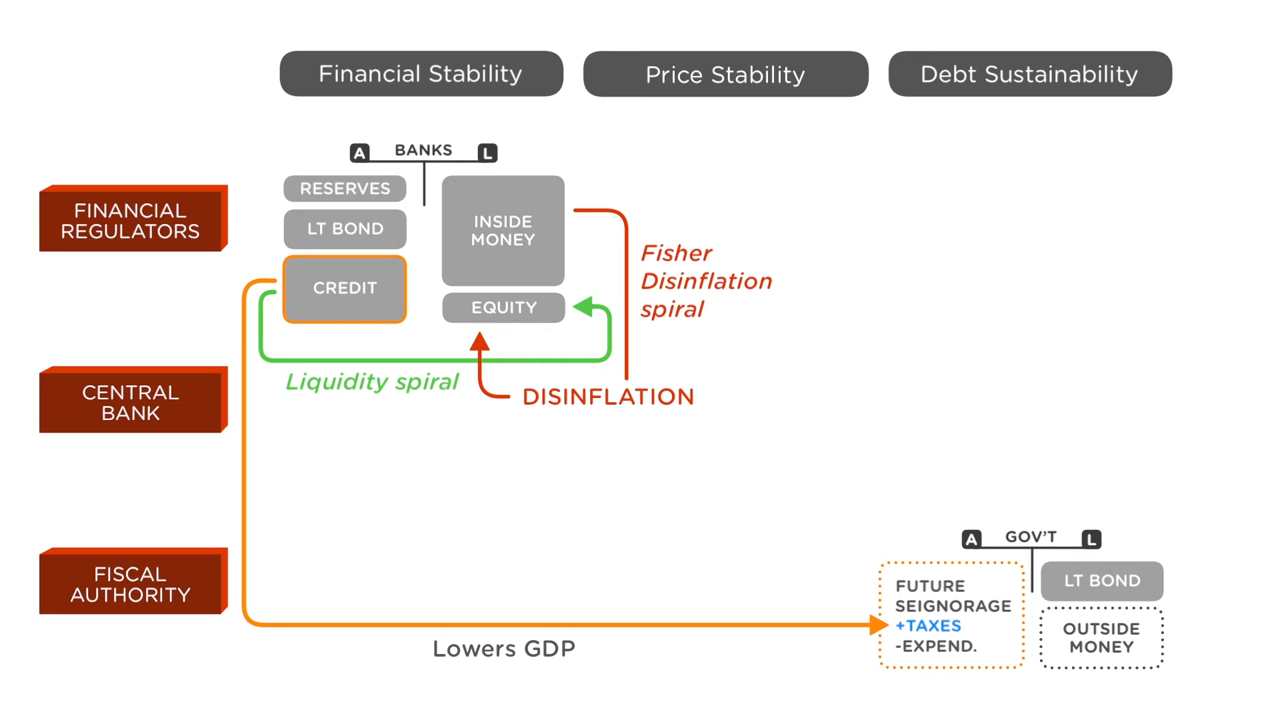 Financial Stability
Price Stability
Debt Sustainability
A
BANKS
L
RESERVES
LT BOND
CREDIT
INSIDE
MONEY
EQUITY
FINANCIAL
REGULATORS
Fisher
Disinflation
spiral
Liquidity spiral
DISINFLATION
CENTRAL
BANK
FISCAL
AUTHORITY
Lowers GDP
A
GOV'T
L
FUTURE
SEIGNORAGE
+TAXES
-EXPEND.
LT BOND
OUTSIDE
MONEY